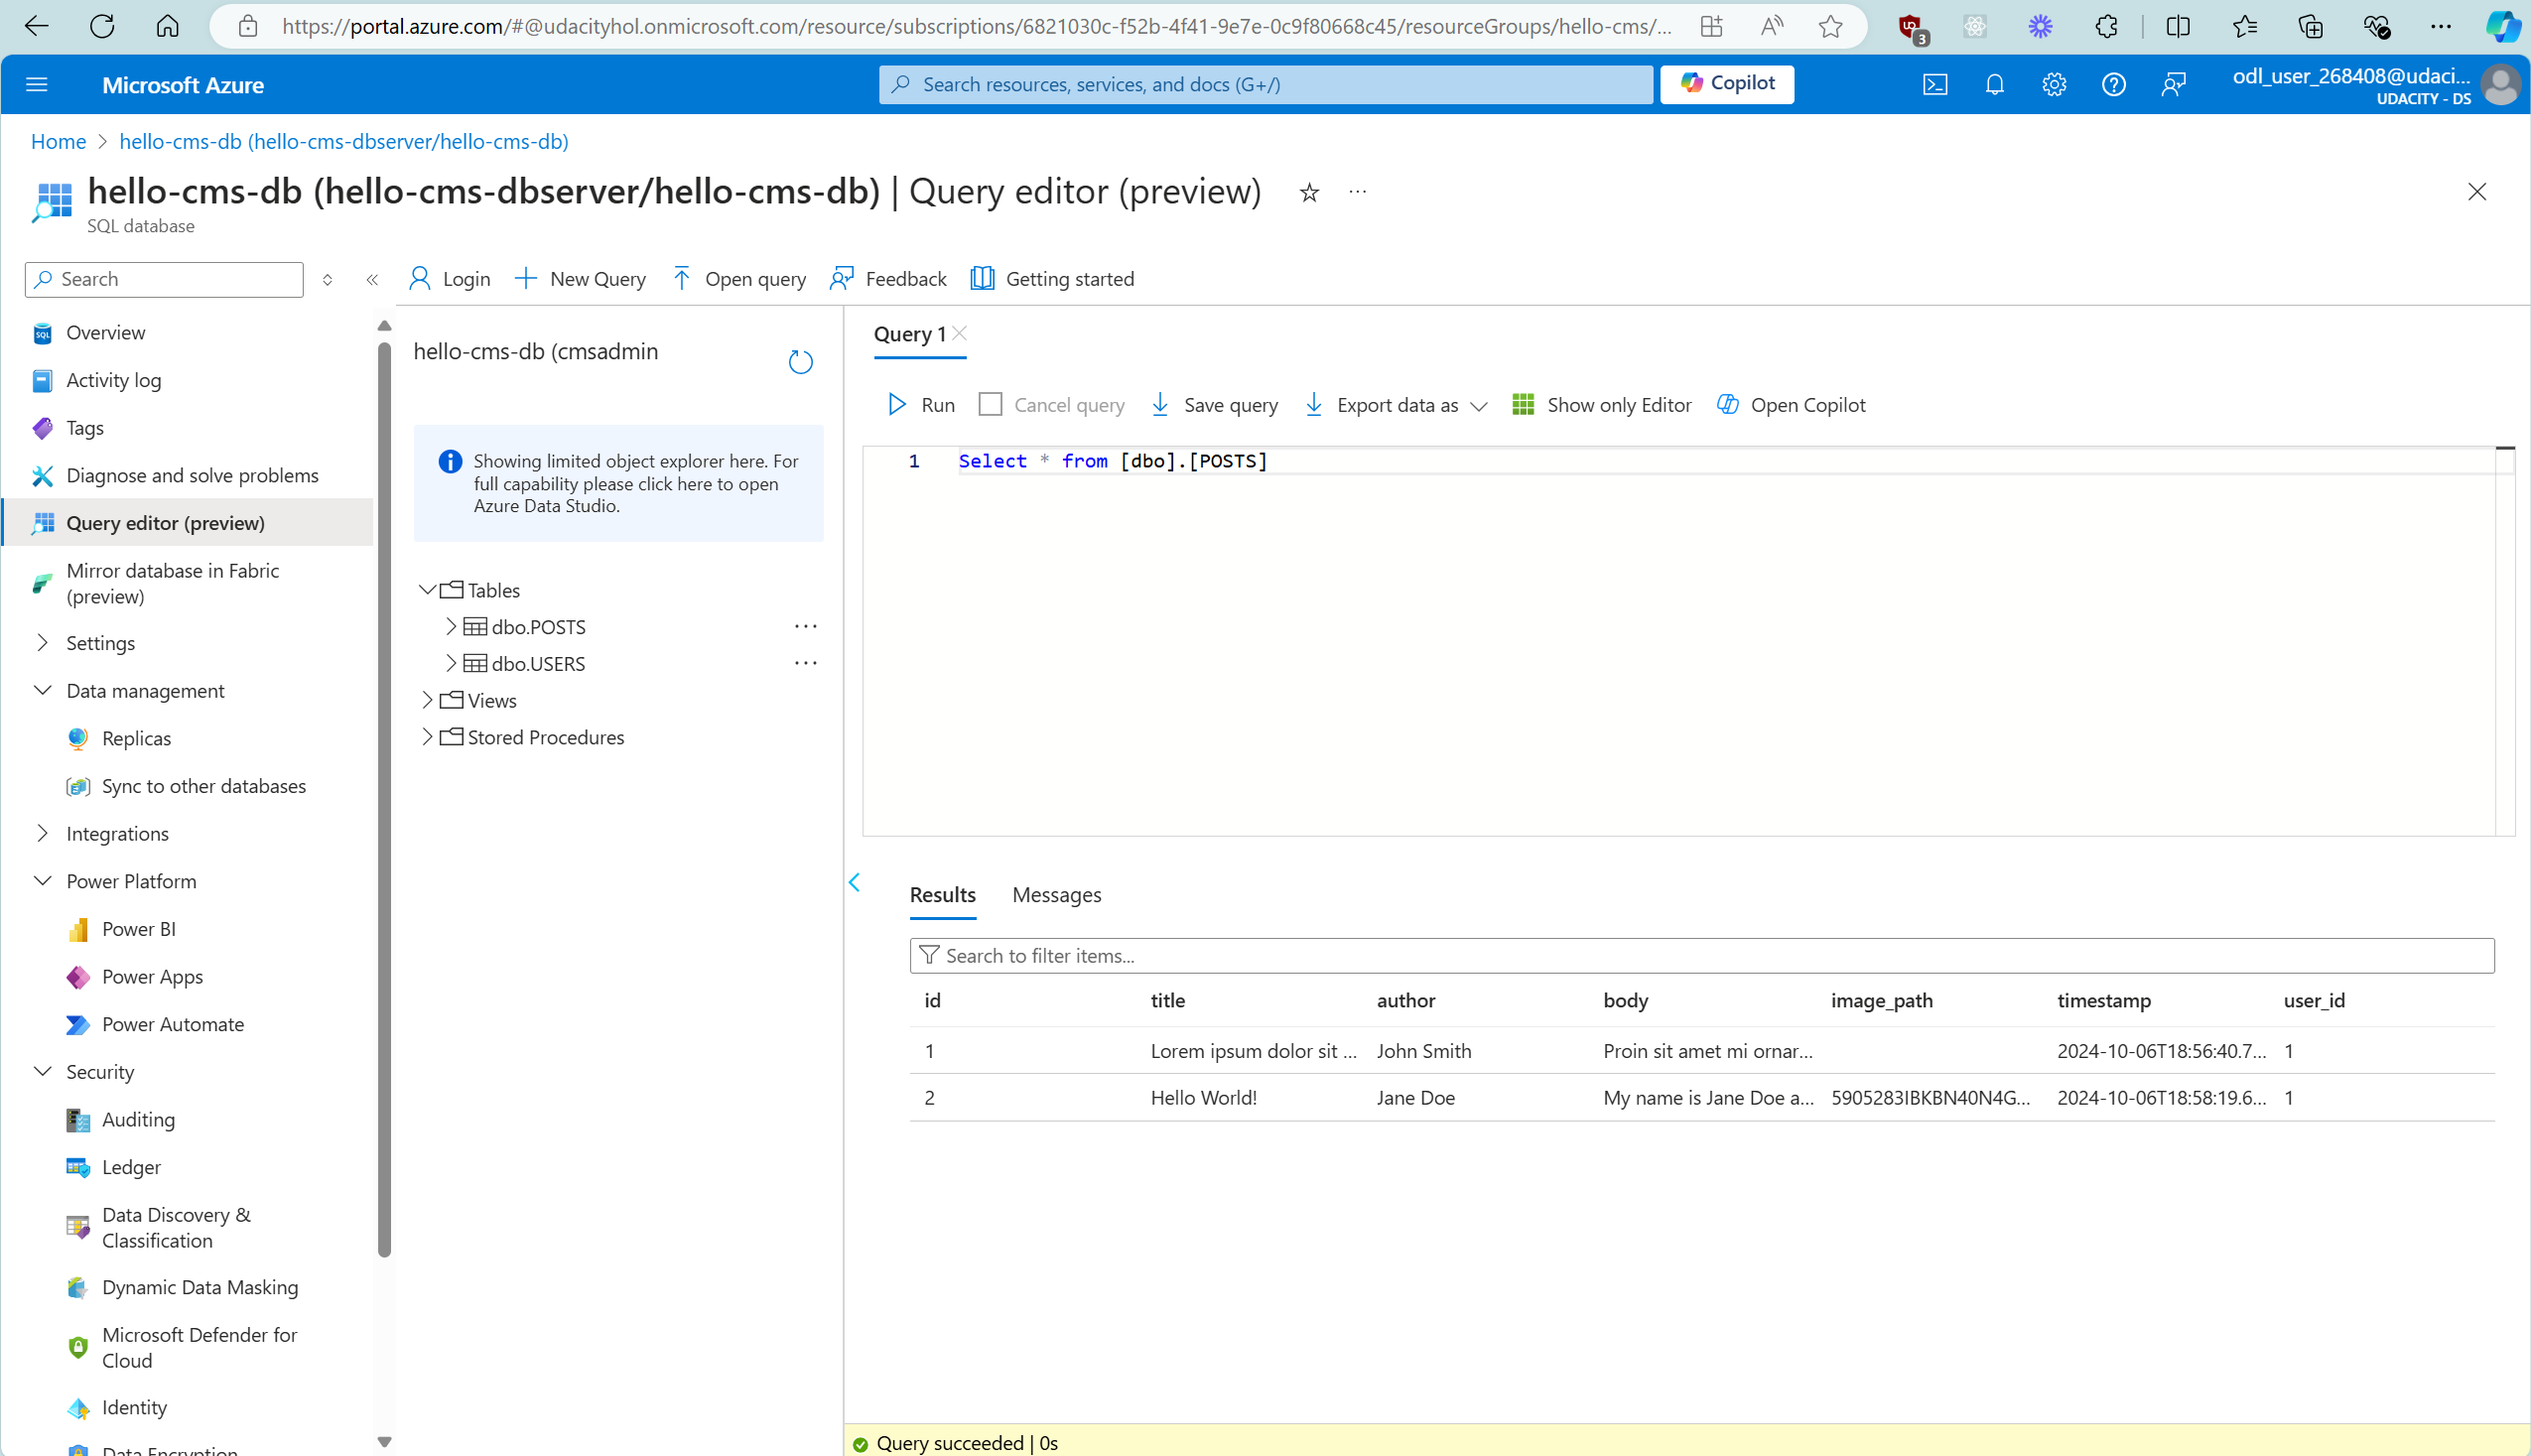 https://portal.azure.com/#@udacityhol.onmicrosoft.com/resource/subscriptions/6821030c-f52b-4f41-9e7e-0c9f80668c45/resourceGroups/hello-cms/...
3
Microsoft Azure
Search resources, services, and docs (G+/)
Copilot
odl_user_268408@udaci...
UDACITY - DS
Home > hello-cms-db (hello-cms-dbserver/hello-cms-db)
hello-cms-db (hello-cms-dbserver/hello-cms-db) | Query editor (preview)
SQL database
Search
Login
New Query
Open query
Feedback
Getting started
Overview
Activity log
Tags
Diagnose and solve problems
Query editor (preview)
Mirror database in Fabric
(preview)
Settings
Data management
Replicas
Sync to other databases
Integrations
Power Platform
Power BI
Power Apps
Power Automate
Security
Auditing
Ledger
Data Discovery &
Classification
Dynamic Data Masking
Microsoft Defender for
Cloud
Identity
Data Encryption
hello-cms-db (cmsadmin
Showing limited object explorer here. For
full capability please click here to open
Azure Data Studio.
Tables
dbo.POSTS
dbo.USERS
Views
Stored Procedures
Query 1
Run
Cancel query
Save query
Export data as
Show only Editor
Open Copilot
1 Select * from [dbo].[POSTS]
Results
Messages
Search to filter items...
id title author body image_path timestamp user_id
1 Lorem ipsum dolor sit ... John Smith Proin sit amet mi ornar... 2024-10-06T18:56:40.7... 1
2 Hello World! Jane Doe My name is Jane Doe a... 5905283IBKBN40N4G... 2024-10-06T18:58:19.6... 1
Query succeeded | 0s